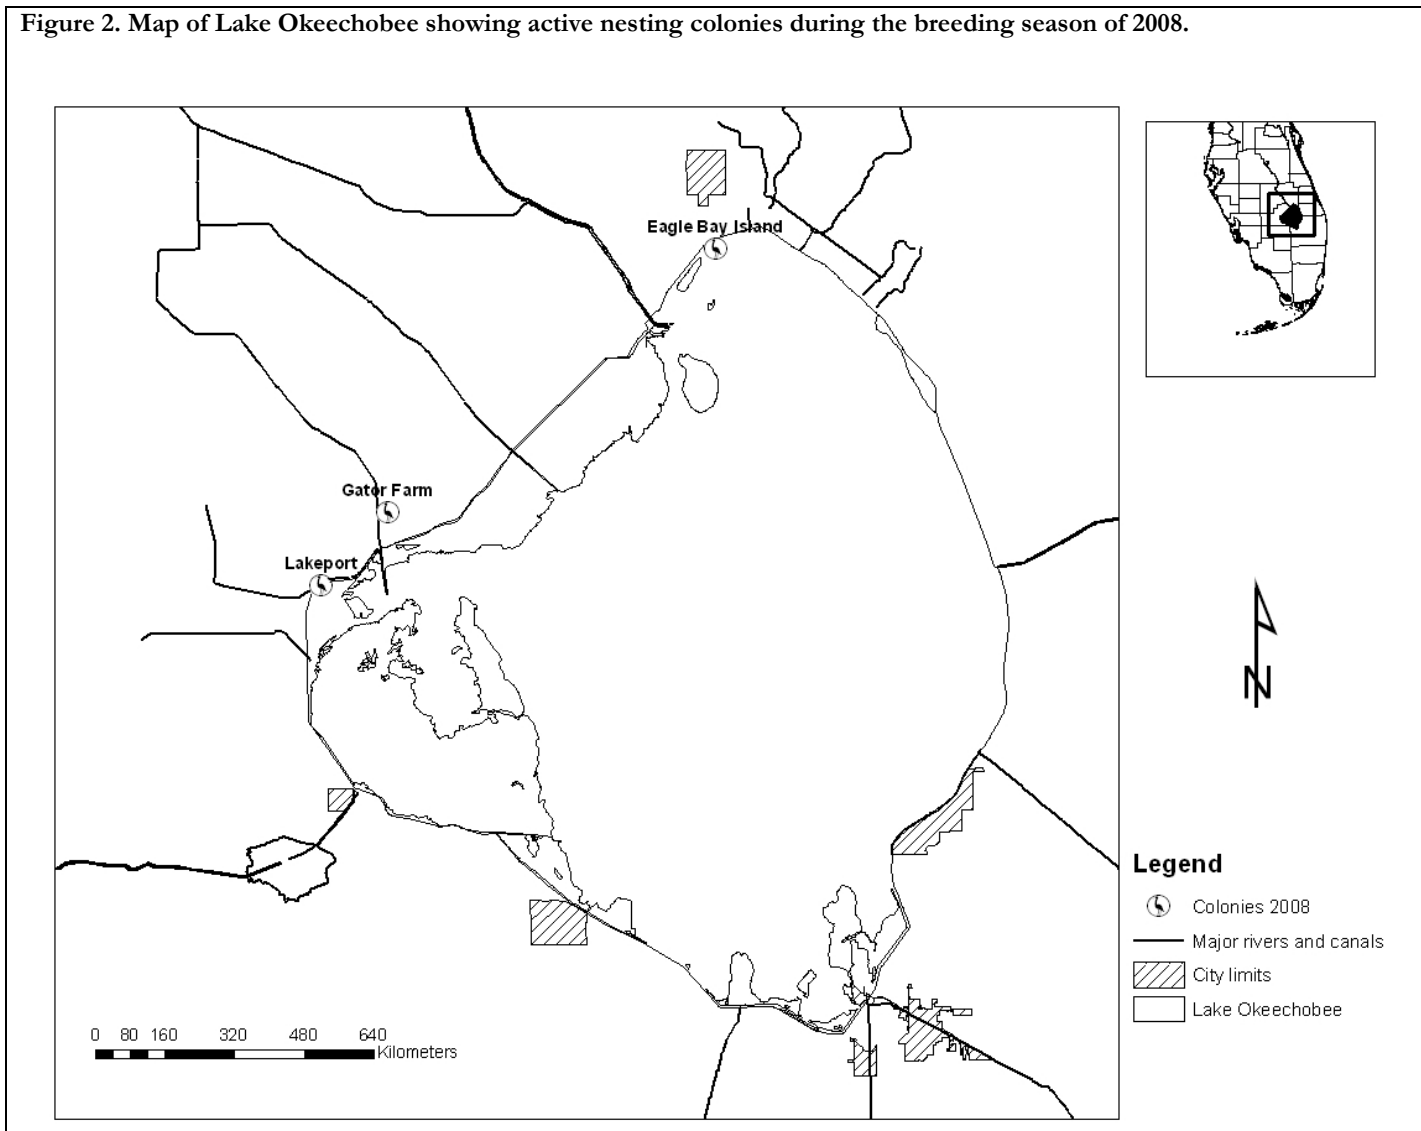 Figure 2. Map of Lake Okeechobee showing active nesting colonies during the breeding season of 2008.
Eagle Bay Island
Gator Farm
Lakeport
N
Legend
Colonies 2008
Major rivers and canals
City limits
Lake Okeechobee
0 80 160 320 480 640
Kilometers